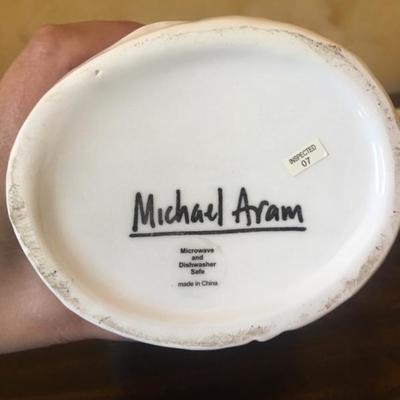 INSPECTED
07
Michael Aram
Microwave
and
Dishwasher
Safe
made in China